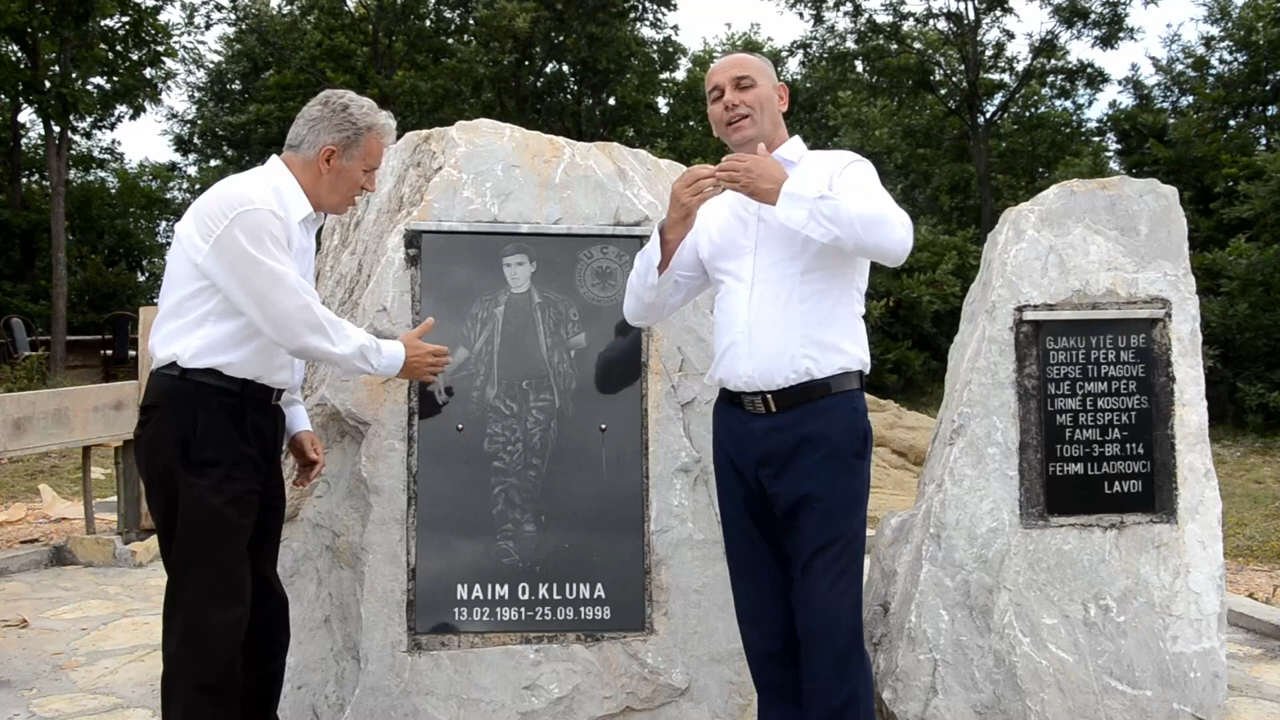 UÇK
NAIM Q.KLUNA
13.02.1961-25.09.1998
GJAKU YTË U BË
DRITË PËR NE,
SEPSE TI PAGOVE
NJË ÇMIM PËR
LIRINË E KOSOVËS.
ME RESPEKT
FAMILJA-
TOGI-3-BR.114
FEHMI LLADROVCI
LAVDI